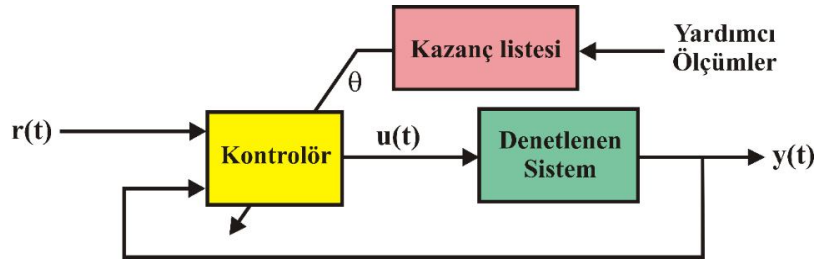 Kazanç listesi
Yardımcı
Ölçümler
θ
r(t)
Kontrolör
u(t)
Denetlenen
Sistem
y(t)